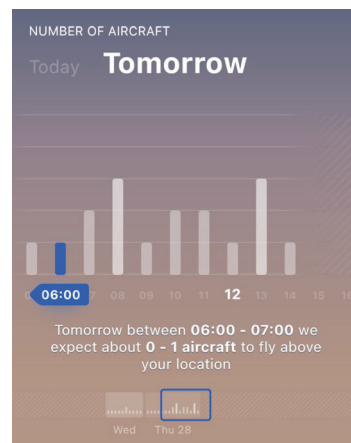 NUMBER OF AIRCRAFT
Today Tomorrow
06:00 08 09 10 11 12 13 14 15 16
Tomorrow between 06:00 - 07:00 we
expect about 0 - 1 aircraft to fly above
your location
Wed Thu 28